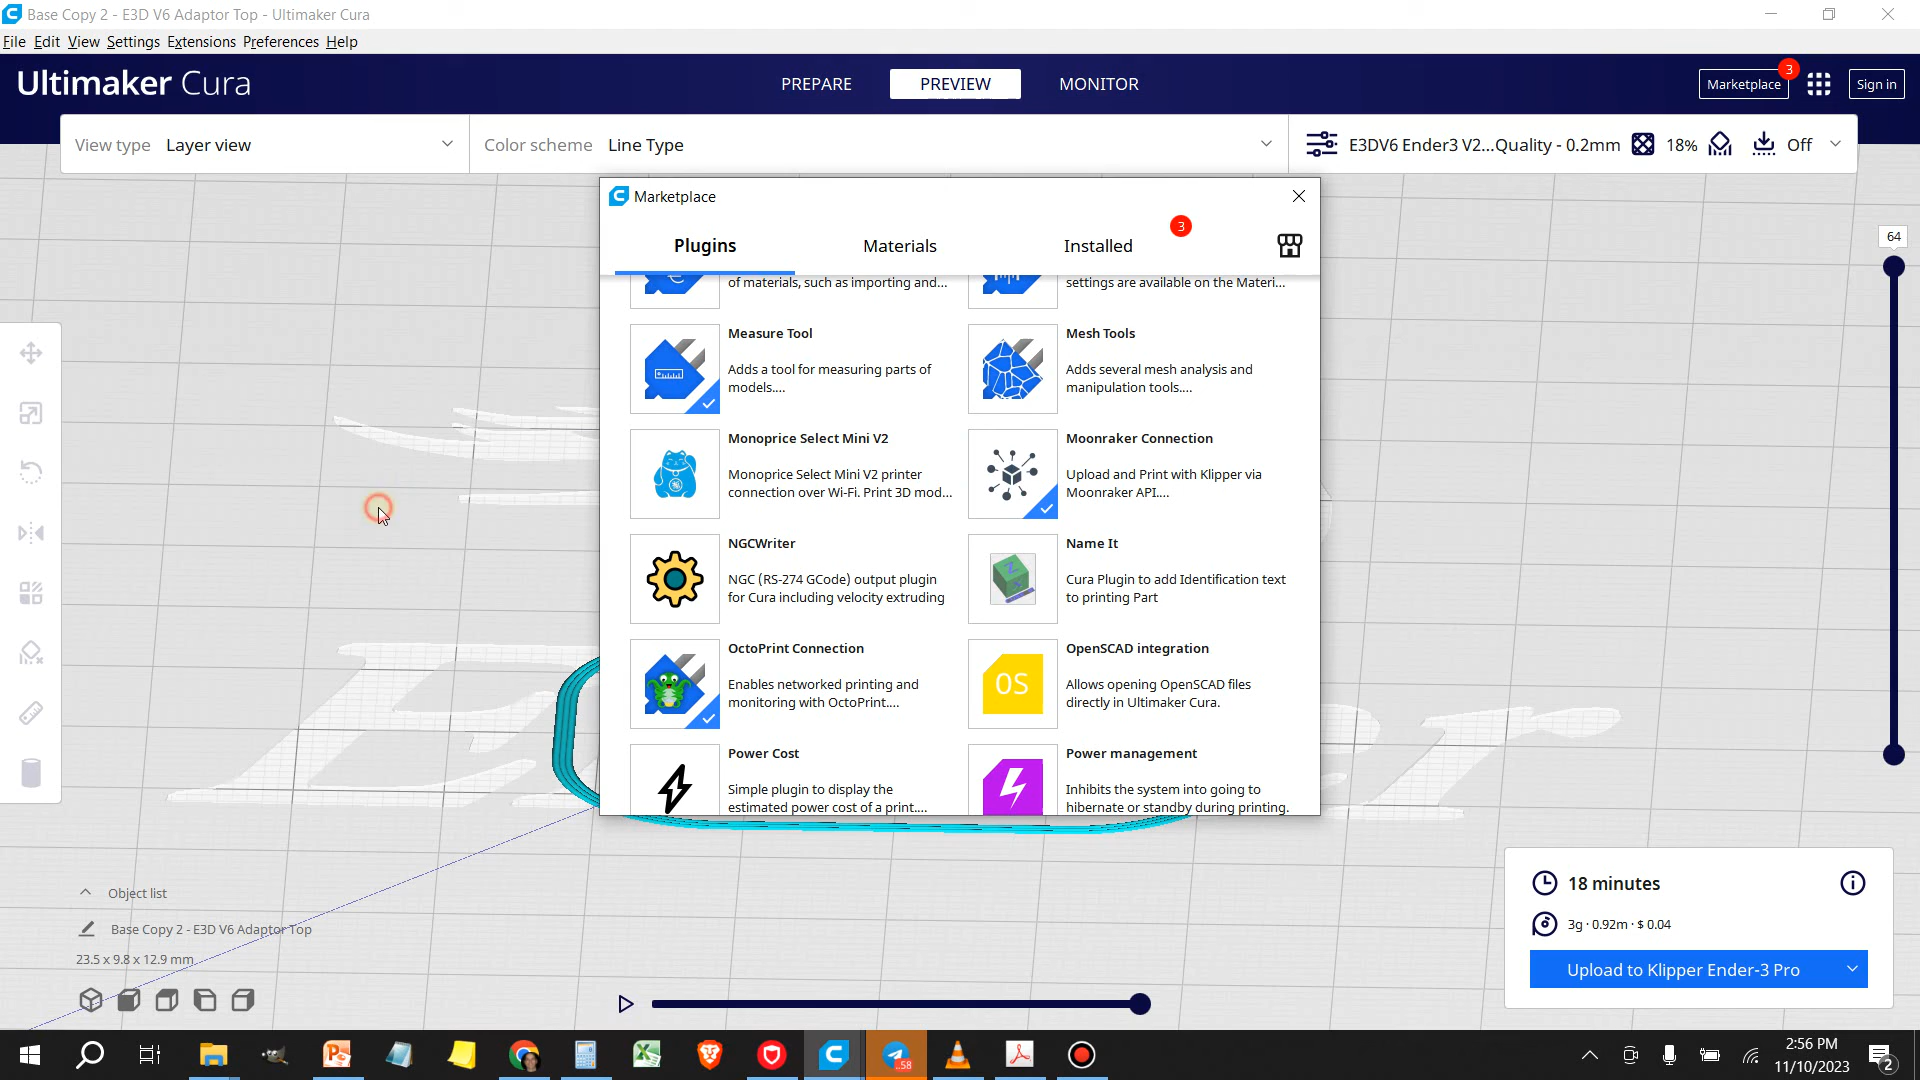 Base Copy 2 - E3D V6 Adaptor Top - Ultimaker Cura
File Edit View Settings Extensions Preferences Help
Ultimaker Cura
PREPARE
PREVIEW
MONITOR
Marketplace
3
Sign in
View type Layer view
Color scheme Line Type
E3DV6 Ender3 V2...Quality - 0.2mm
18%
Off
Marketplace
Plugins
Materials
Installed
3
64
of materials, such as importing and...
settings are available on the Materi...
Measure Tool
Adds a tool for measuring parts of
models....
Mesh Tools
Adds several mesh analysis and
manipulation tools....
Monoprice Select Mini V2
Monoprice Select Mini V2 printer
connection over Wi-Fi. Print 3D mod...
Moonraker Connection
Upload and Print with Klipper via
Moonraker API....
NGCWriter
NGC (RS-274 GCode) output plugin
for Cura including velocity extruding
Name It
Cura Plugin to add Identification text
to printing Part
OctoPrint Connection
Enables networked printing and
monitoring with OctoPrint....
OS
OpenSCAD integration
Allows opening OpenSCAD files
directly in Ultimaker Cura.
Power Cost
Simple plugin to display the
estimated power cost of a print....
Power management
Inhibits the system into going to
hibernate or standby during printing.
Object list
Base Copy 2 - E3D V6 Adaptor Top
23.5 x 9.8 x 12.9 mm
18 minutes
3g · 0.92m · $ 0.04
Upload to Klipper Ender-3 Pro
..58
2:56 PM
11/10/2023
2